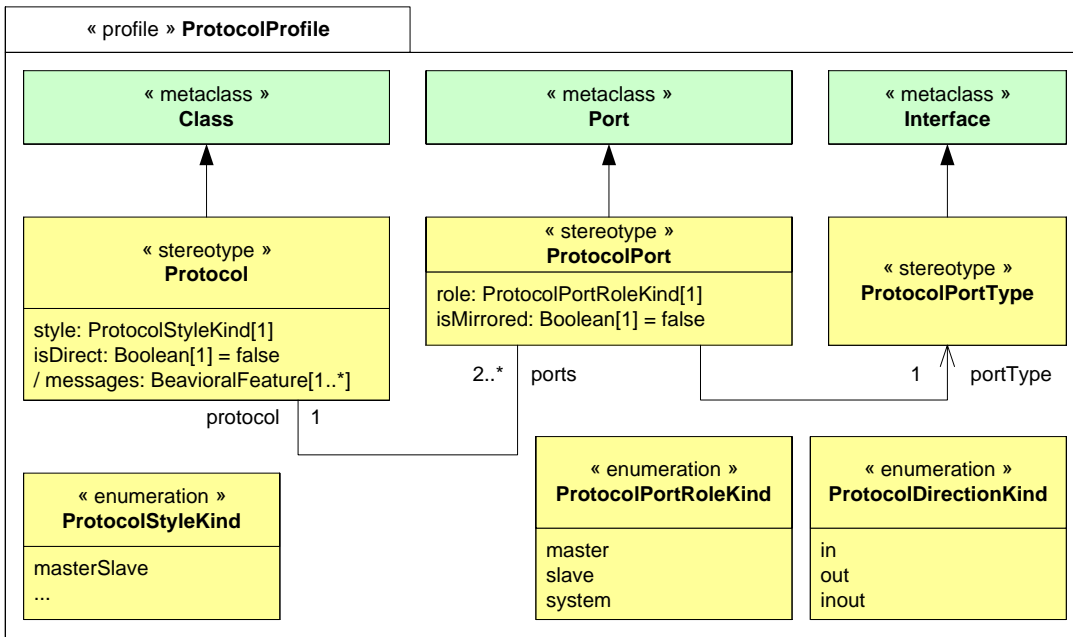 « profile » ProtocolProfile
« metaclass »
Class
« metaclass »
Port
« metaclass »
Interface
« stereotype »
Protocol
style: ProtocolStyleKind[1]
isDirect: Boolean[1] = false
/ messages: BeavioralFeature[1..*]
« stereotype »
ProtocolPort
role: ProtocolPortRoleKind[1]
isMirrored: Boolean[1] = false
« stereotype »
ProtocolPortType
2..* ports
1 portType
protocol 1
« enumeration »
ProtocolStyleKind
masterSlave
...
« enumeration »
ProtocolPortRoleKind
master
slave
system
« enumeration »
ProtocolDirectionKind
in
out
inout